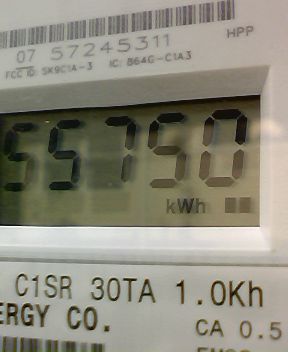 HPP
07 57245311
FCC ID: SK9C1A-3 IC: 864G-C1A3
55750
kWh
C1SR 30TA 1.0Kh
ERGY CO.
CA 0.5